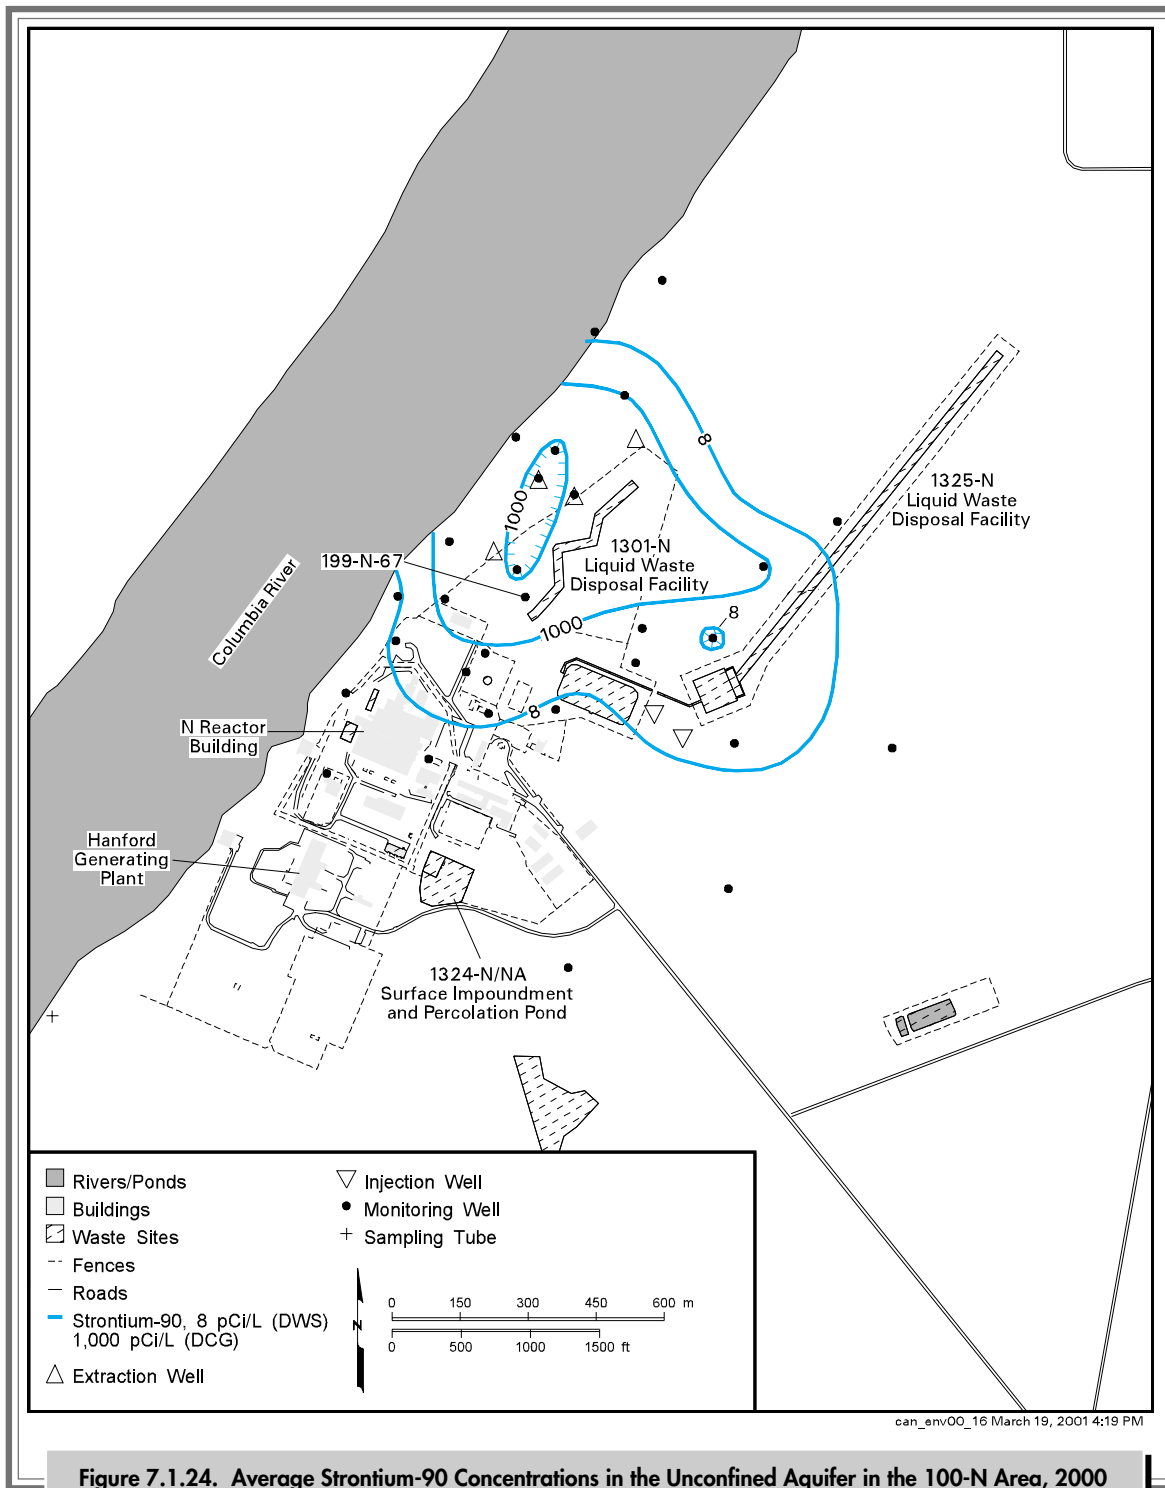 8
1325-N
Liquid Waste
Disposal Facility
1000
1301-N
Liquid Waste
Disposal Facility
199-N-67
Columbia River
8
1000
8
N Reactor
Building
Hanford
Generating
Plant
1324-N/NA
Surface Impoundment
and Percolation Pond
Rivers/Ponds
Buildings
Waste Sites
Fences
Roads
Strontium-90, 8 pCi/L (DWS)
1,000 pCi/L (DCG)
Extraction Well
Injection Well
Monitoring Well
Sampling Tube
N
0 150 300 450 600 m
0 500 1000 1500 ft
can_env00_16 March 19, 2001 4:19 PM
Figure 7.1.24. Average Strontium-90 Concentrations in the Unconfined Aquifer in the 100-N Area, 2000